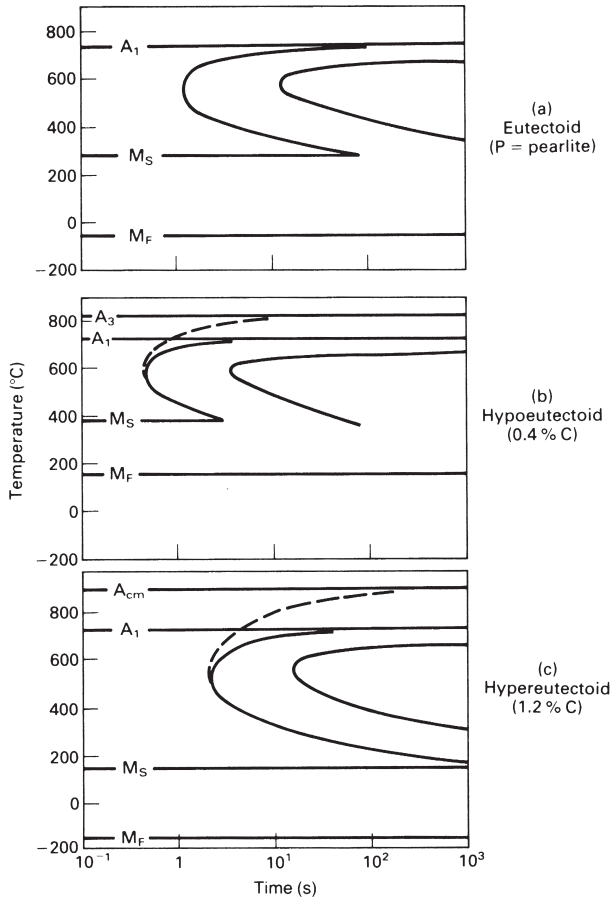 800
A1
600
400
MS
200
0
MF
−200
(a)
Eutectoid
(P = pearlite)
A3
800
A1
600
400
MS
200
MF
0
−200
(b)
Hypoeutectoid
(0.4 % C)
Temperature (°C)
Acm
800
A1
600
400
200
MS
0
MF
−200
(c)
Hypereutectoid
(1.2 % C)
10−1 1 10¹ 10² 10³
Time (s)